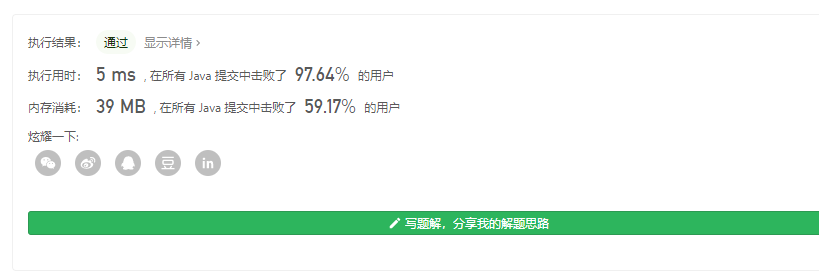 执行结果： 通过 显示详情 ›
执行用时： 5 ms , 在所有 Java 提交中击败了 97.64% 的用户
内存消耗： 39 MB , 在所有 Java 提交中击败了 59.17% 的用户
炫耀一下:
豆 in
写题解，分享我的解题思路